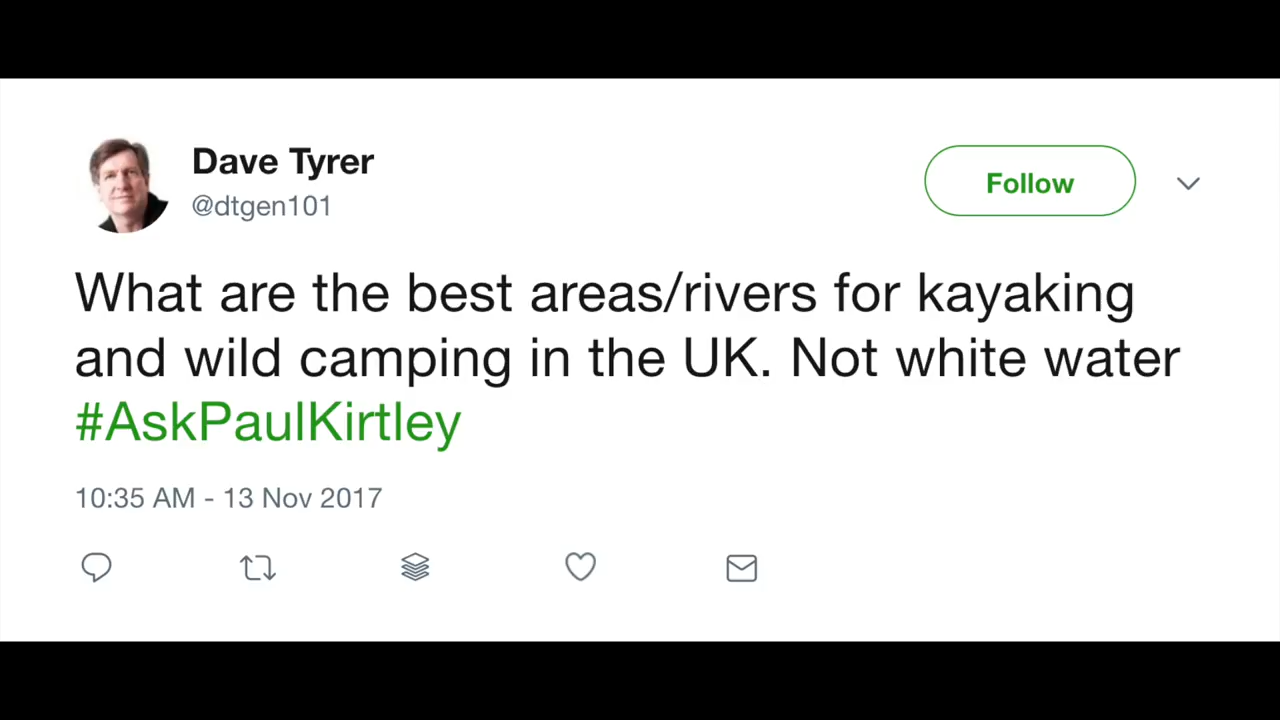 Dave Tyrer
@dtgen101
Follow
What are the best areas/rivers for kayaking
and wild camping in the UK. Not white water
#AskPaulKirtley
10:35 AM - 13 Nov 2017